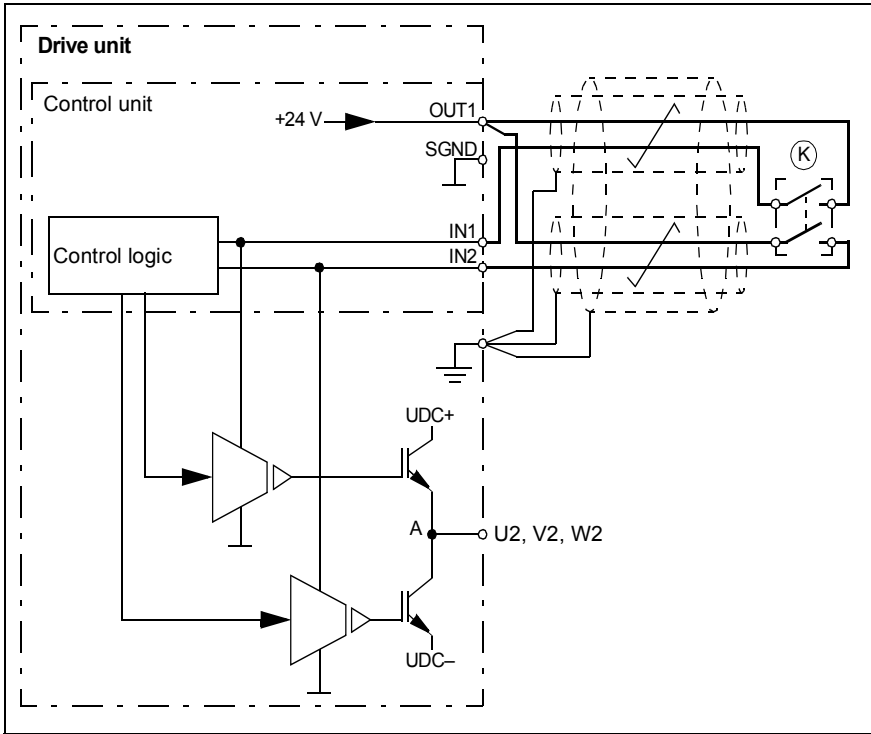 Drive unit
Control unit
+24 V
OUT1
SGND
K
IN1
Control logic
IN2
UDC+
A
U2, V2, W2
UDC–